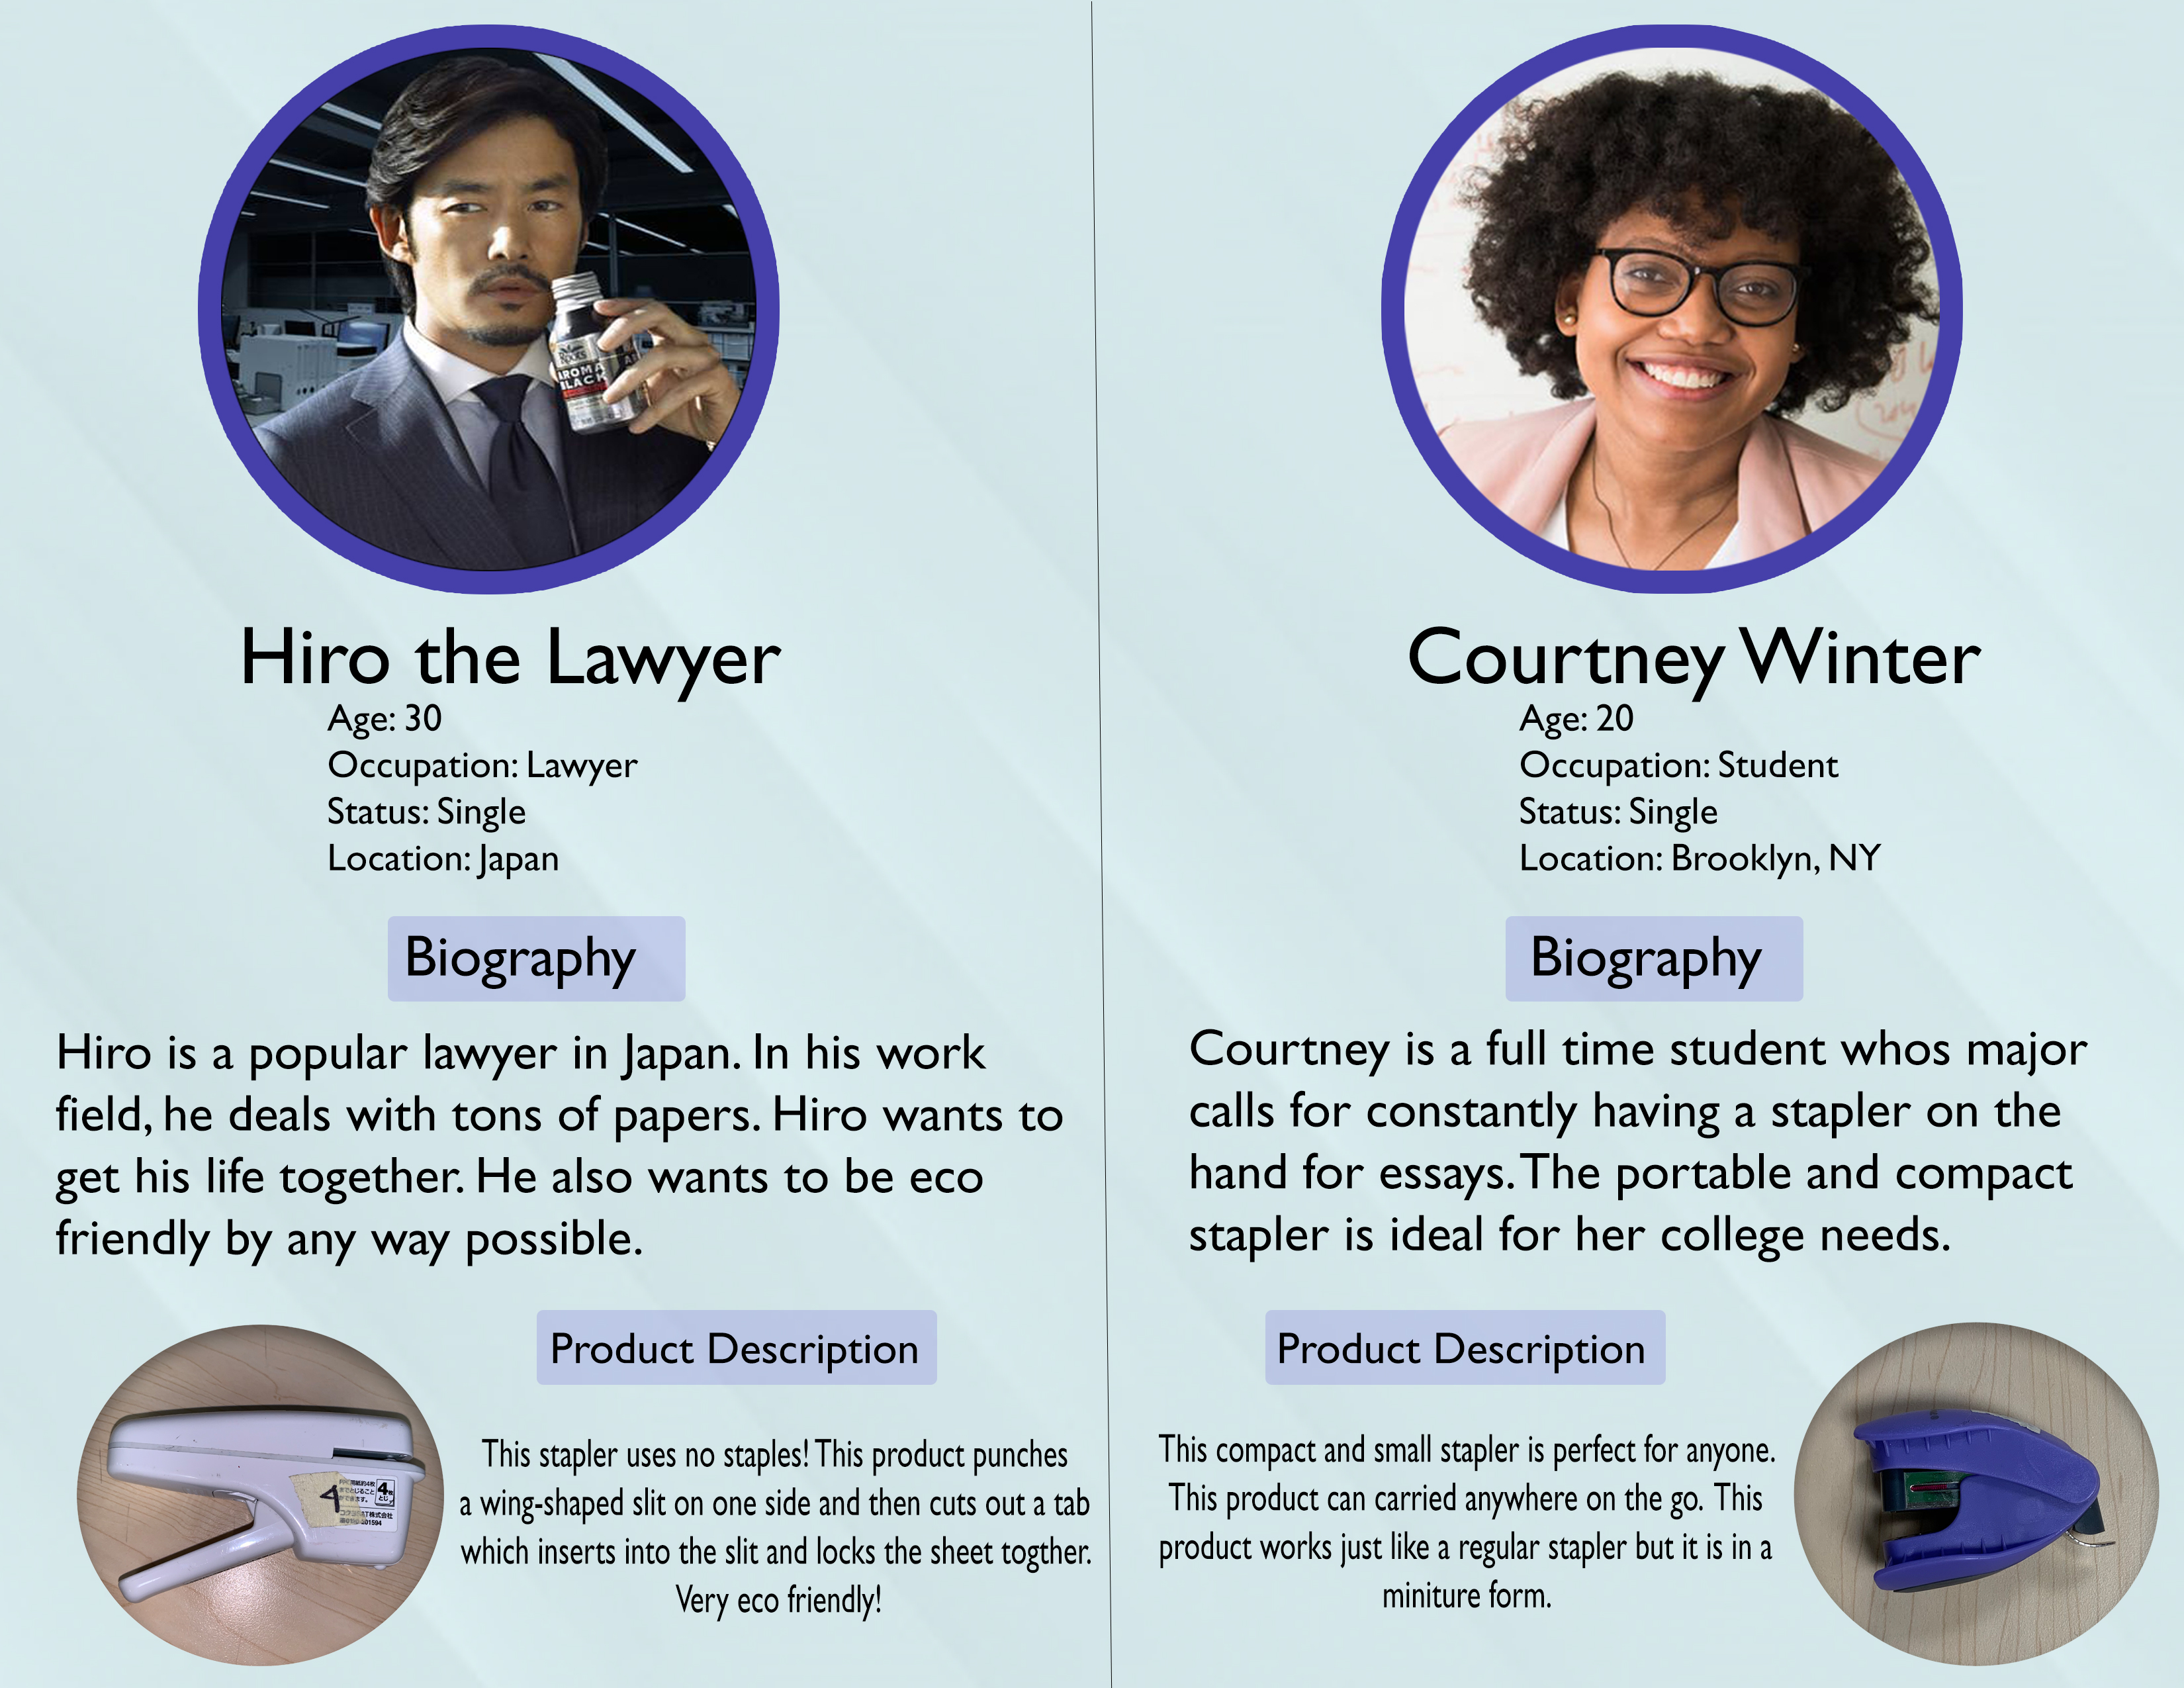 Roots
AROMA
BLACK
Hiro the Lawyer
Age: 30
Occupation: Lawyer
Status: Single
Location: Japan
Biography
Hiro is a popular lawyer in Japan. In his work
field, he deals with tons of papers. Hiro wants to
get his life together. He also wants to be eco
friendly by any way possible.
Product Description
This stapler uses no staples! This product punches
a wing-shaped slit on one side and then cuts out a tab
which inserts into the slit and locks the sheet togther.
Very eco friendly!
4
4枚
とじ
Courtney Winter
Age: 20
Occupation: Student
Status: Single
Location: Brooklyn, NY
Biography
Courtney is a full time student whos major
calls for constantly having a stapler on the
hand for essays. The portable and compact
stapler is ideal for her college needs.
Product Description
This compact and small stapler is perfect for anyone.
This product can carried anywhere on the go. This
product works just like a regular stapler but it is in a
miniture form.